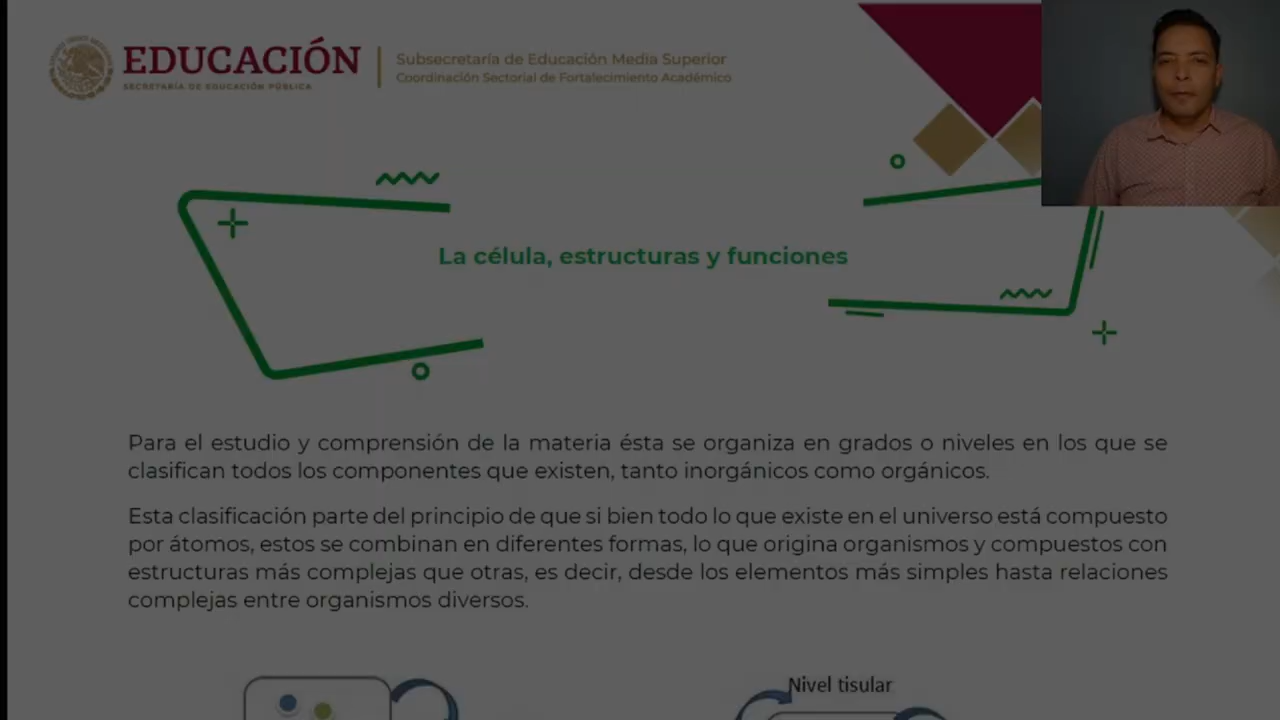 EDUCACIÓN
SECRETARÍA DE EDUCACIÓN PÚBLICA
Subsecretaría de Educación Media Superior
Coordinación Sectorial de Fortalecimiento Académico
La célula, estructuras y funciones
Para el estudio y comprensión de la materia ésta se organiza en grados o niveles en los que se
clasifican todos los componentes que existen, tanto inorgánicos como orgánicos.
Esta clasificación parte del principio de que si bien todo lo que existe en el universo está compuesto
por átomos, estos se combinan en diferentes formas, lo que origina organismos y compuestos con
estructuras más complejas que otras, es decir, desde los elementos más simples hasta relaciones
complejas entre organismos diversos.
Nivel tisular